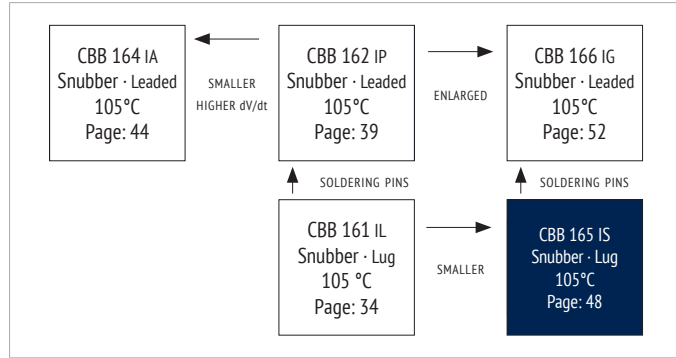 CBB 164 IA
Snubber · Leaded
105°C
Page: 44
SMALLER
HIGHER dV/dt
CBB 162 IP
Snubber · Leaded
105°C
Page: 39
ENLARGED
CBB 166 IG
Snubber · Leaded
105°C
Page: 52
SOLDERING PINS
SOLDERING PINS
CBB 161 IL
Snubber · Lug
105 °C
Page: 34
SMALLER
CBB 165 IS
Snubber · Lug
105°C
Page: 48